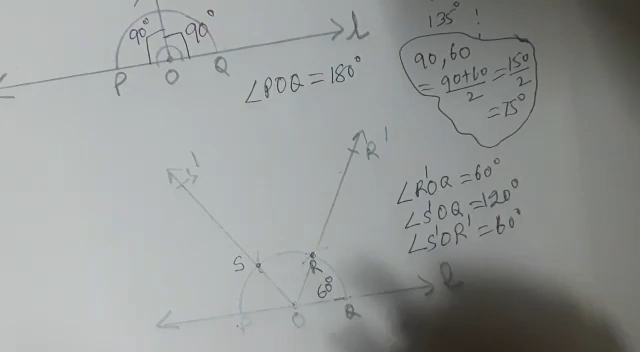 135° !
90° 90°
l
P O Q
∠POQ = 180°
90, 60
= 90+60/2 = 150/2
= 75°
S' R'
∠R'OQ = 60°
∠S'OQ = 120°
∠S'OR' = 60°
S R
60° l
P O Q